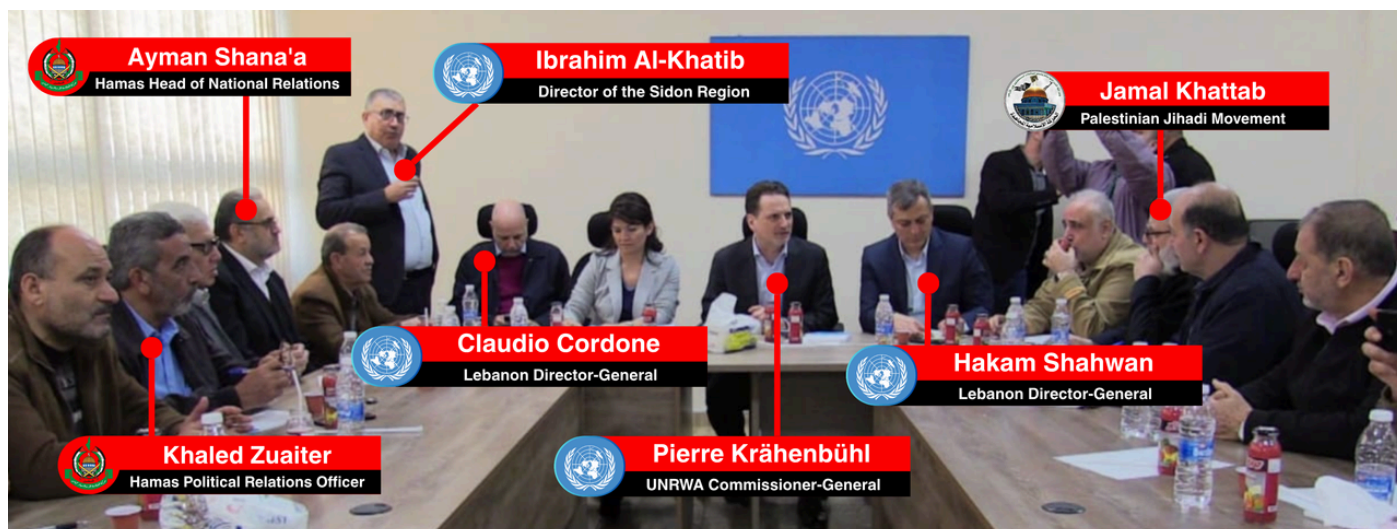 Ayman Shana'a
Hamas Head of National Relations
Ibrahim Al-Khatib
Director of the Sidon Region
Jamal Khattab
Palestinian Jihadi Movement
Claudio Cordone
Lebanon Director-General
Hakam Shahwan
Lebanon Director-General
Khaled Zuaiter
Hamas Political Relations Officer
Pierre Krähenbühl
UNRWA Commissioner-General